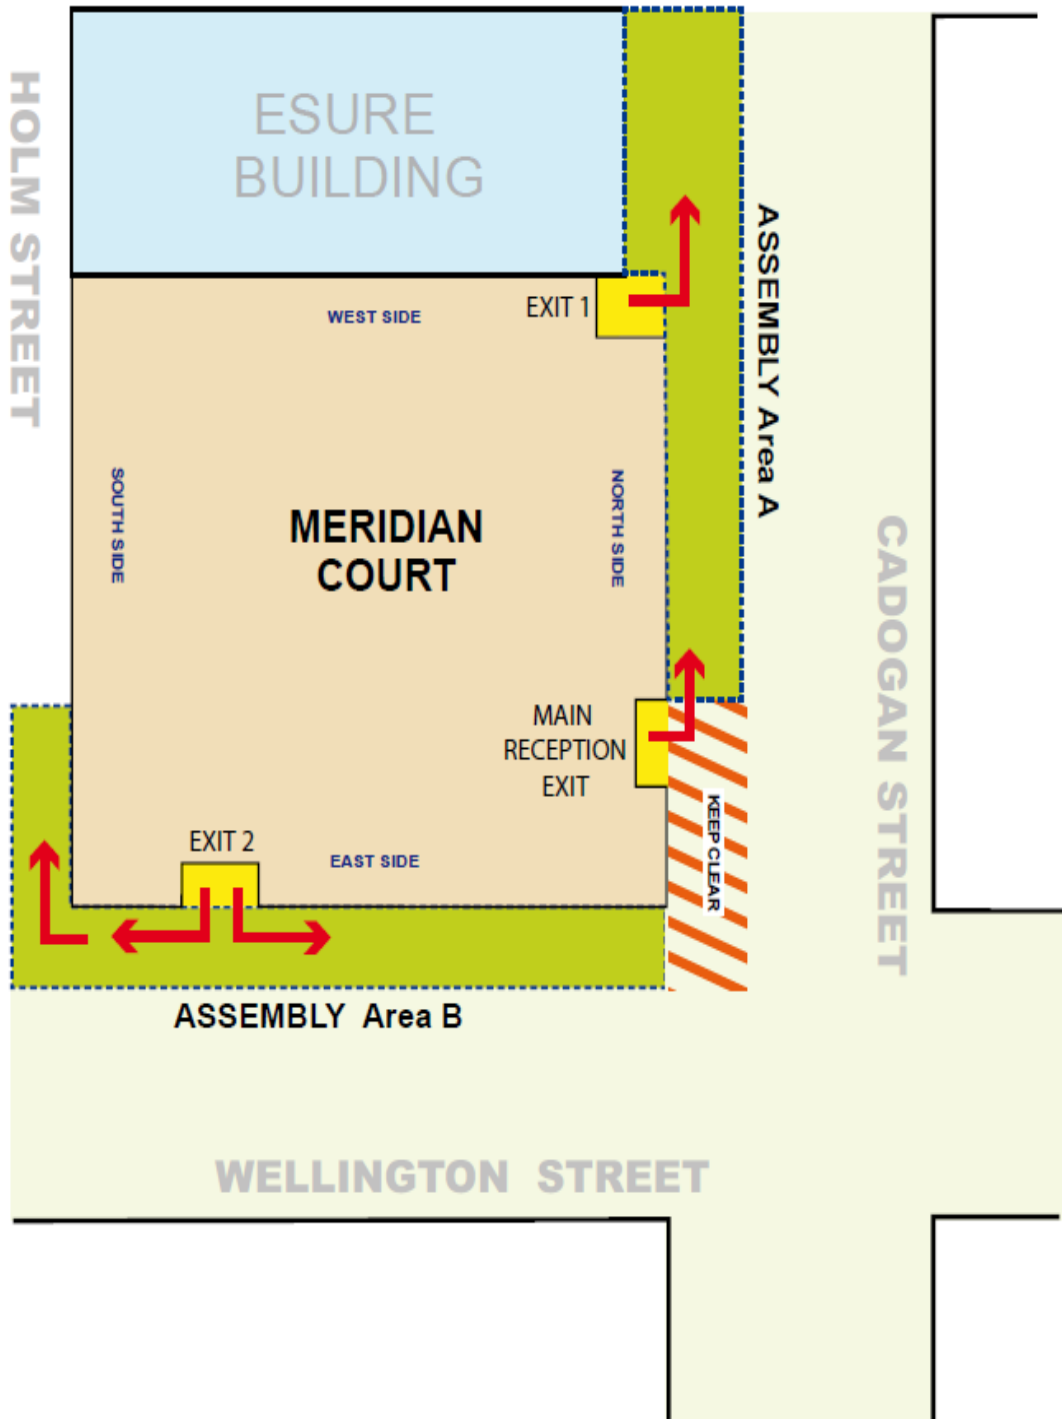 ESURE
BUILDING
HOLM STREET
ASSEMBLY Area A
WEST SIDE
EXIT 1
SOUTH SIDE
MERIDIAN
COURT
NORTH SIDE
CADOGAN STREET
MAIN
RECEPTION
EXIT
KEEP CLEAR
EXIT 2
EAST SIDE
ASSEMBLY Area B
WELLINGTON STREET